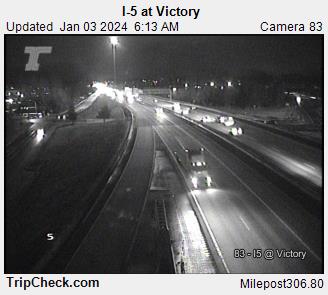 I-5 at Victory
Updated Jan 03 2024 6:13 AM Camera 83
T
S
83 - I5 @ Victory
TripCheck.com Milepost306.80